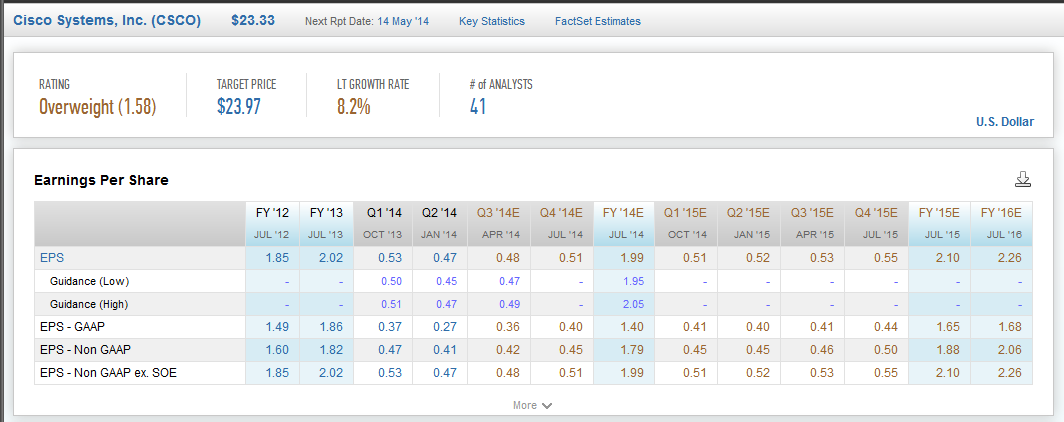 Cisco Systems, Inc. (CSCO) $23.33 Next Rpt Date: 14 May '14 Key Statistics FactSet Estimates
RATING TARGET PRICE LT GROWTH RATE # of ANALYSTS
Overweight (1.58) $23.97 8.2% 41
U.S. Dollar
Earnings Per Share
FY '12 FY '13 Q1 '14 Q2 '14 Q3 '14E Q4 '14E FY '14E Q1 '15E Q2 '15E Q3 '15E Q4 '15E FY '15E FY '16E
JUL '12 JUL '13 OCT '13 JAN '14 APR '14 JUL '14 JUL '14 OCT '14 JAN '15 APR '15 JUL '15 JUL '15 JUL '16
EPS 1.85 2.02 0.53 0.47 0.48 0.51 1.99 0.51 0.52 0.53 0.55 2.10 2.26
Guidance (Low) - - 0.50 0.45 0.47 - 1.95 - - - - - -
Guidance (High) - - 0.51 0.47 0.49 - 2.05 - - - - - -
EPS - GAAP 1.49 1.86 0.37 0.27 0.36 0.40 1.40 0.41 0.40 0.41 0.44 1.65 1.68
EPS - Non GAAP 1.60 1.82 0.47 0.41 0.42 0.45 1.79 0.45 0.45 0.46 0.50 1.88 2.06
EPS - Non GAAP ex. SOE 1.85 2.02 0.53 0.47 0.48 0.51 1.99 0.51 0.52 0.53 0.55 2.10 2.26
More